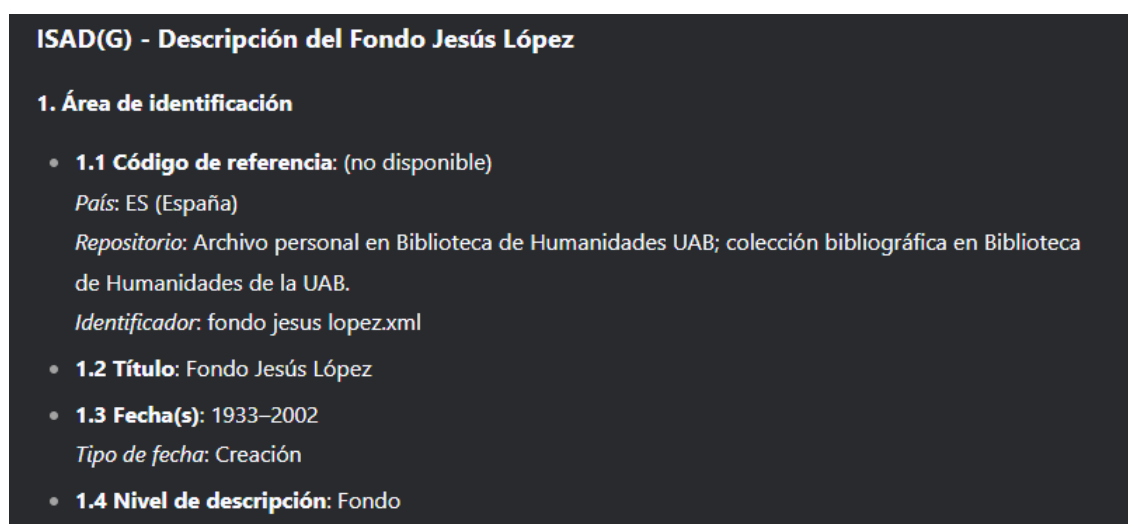 ISAD(G) - Descripción del Fondo Jesús López
1. Área de identificación
• 1.1 Código de referencia: (no disponible)
País: ES (España)
Repositorio: Archivo personal en Biblioteca de Humanidades UAB; colección bibliográfica en Biblioteca
de Humanidades de la UAB.
Identificador: fondo jesus lopez.xml
• 1.2 Título: Fondo Jesús López
• 1.3 Fecha(s): 1933–2002
Tipo de fecha: Creación
• 1.4 Nivel de descripción: Fondo